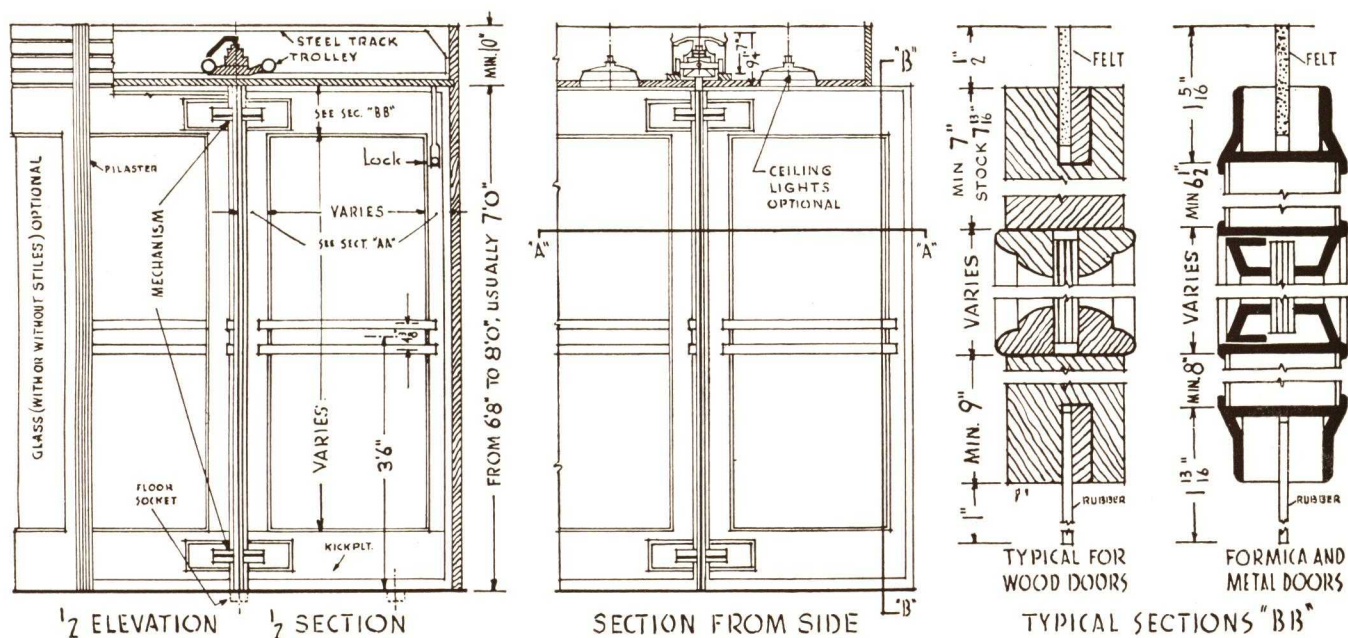 STEEL TRACK
TROLLEY
MIN. 10"
SEE SEC. "BB"
Lock
GLASS (WITH OR WITHOUT STILES) OPTIONAL
PILASTER
MECHANISM
VARIES
SEE SECT. "AA"
VARIES
3'6"
FROM 6'8" TO 8'0", USUALLY 7'0"
FLOOR
SOCKET
KICKPLT.
1/2 ELEVATION
1/2 SECTION
"B"
CEILING
LIGHTS
OPTIONAL
"A"
"A"
"B"
SECTION FROM SIDE
1"
2
FELT
MIN 7"
STOCK 7 13/16"
VARIES
MIN. 9"
1"
RUBBER
TYPICAL FOR
WOOD DOORS
1 5/16"
FELT
MIN 6 1/2"
VARIES
MIN. 8"
1 13/16"
RUBBER
FORMICA AND
METAL DOORS
TYPICAL SECTIONS "BB"